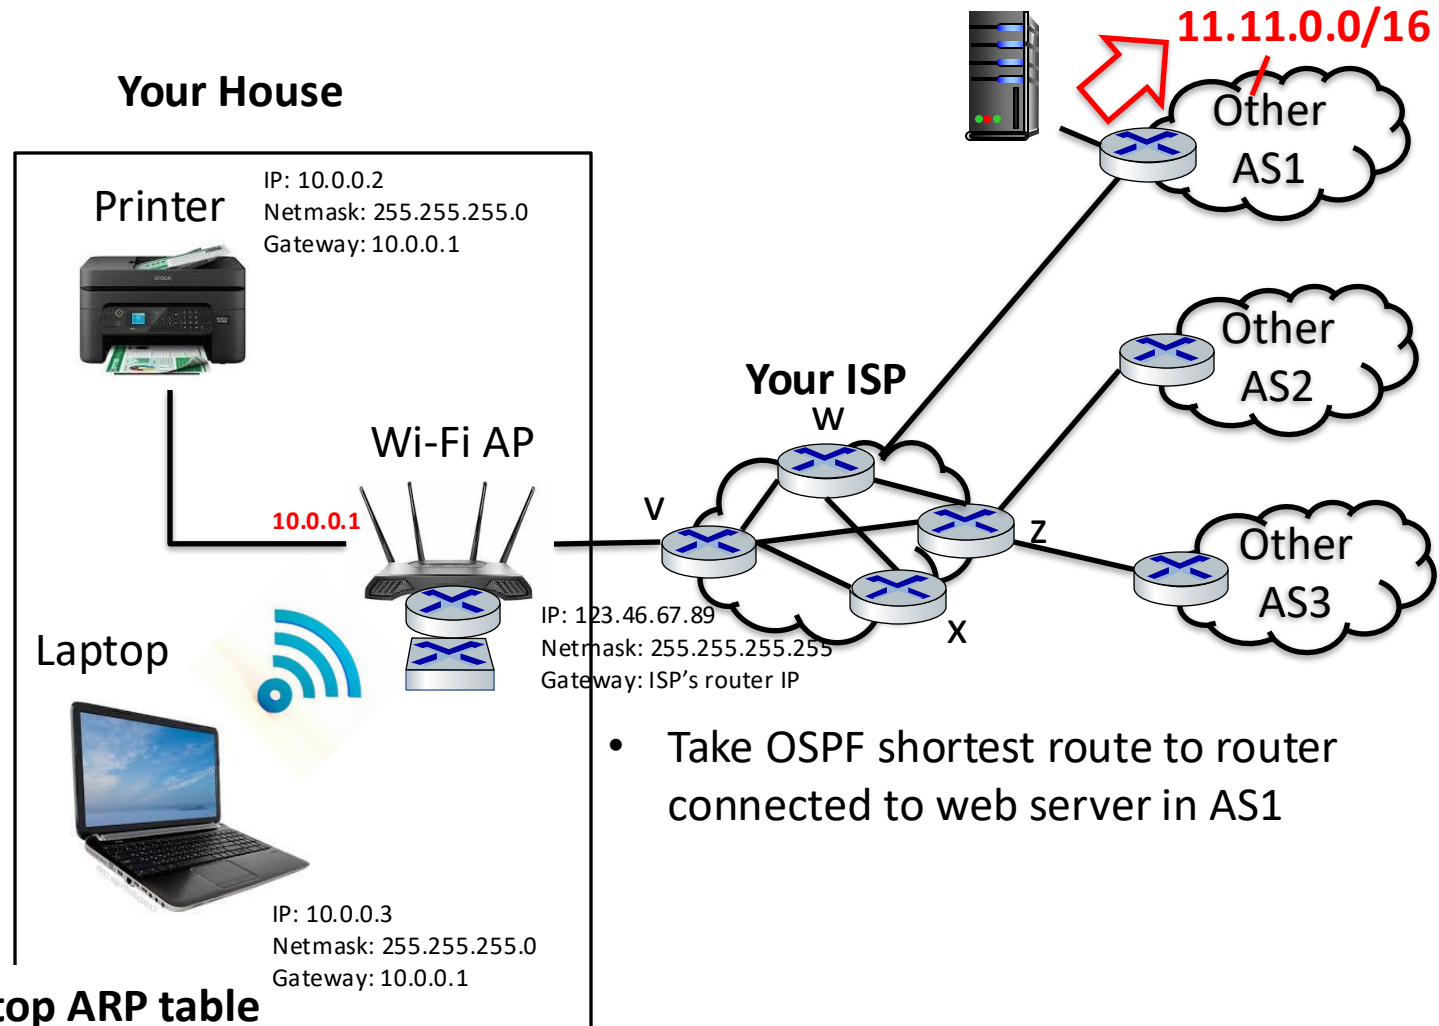 11.11.0.0/16
Your House
Other
AS1
Printer
IP: 10.0.0.2
Netmask: 255.255.255.0
Gateway: 10.0.0.1
Other
AS2
Your ISP
W
Wi-Fi AP
10.0.0.1
V
Z
Other
AS3
X
IP: 123.46.67.89
Netmask: 255.255.255.255
Gateway: ISP's router IP
Laptop
• Take OSPF shortest route to router
connected to web server in AS1
IP: 10.0.0.3
Netmask: 255.255.255.0
Gateway: 10.0.0.1
top ARP table